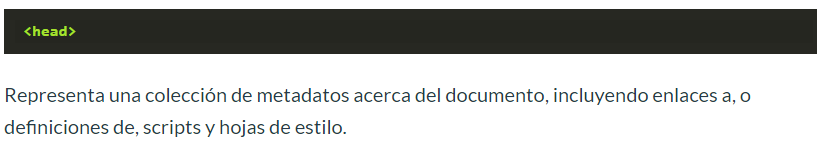 <head>
Representa una colección de metadatos acerca del documento, incluyendo enlaces a, o
definiciones de, scripts y hojas de estilo.